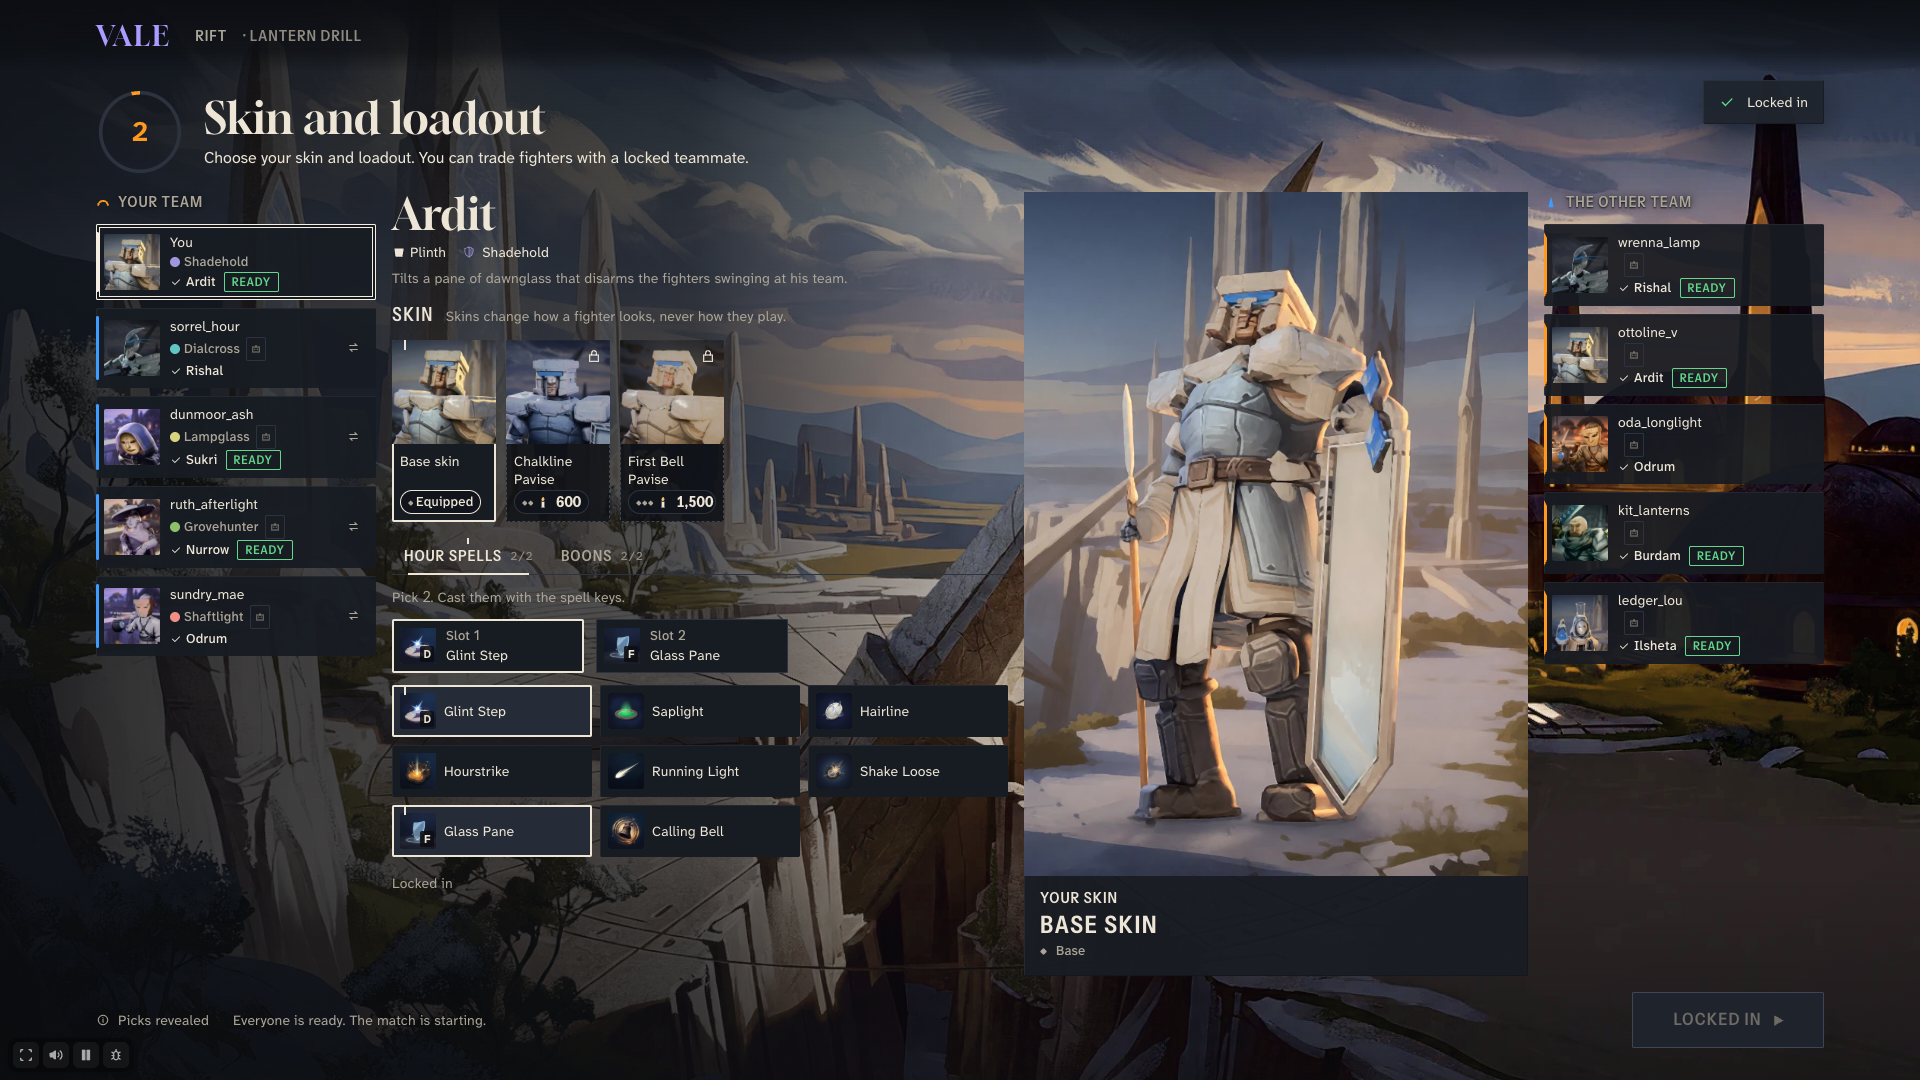 VALE
RIFT
· LANTERN DRILL
2
Skin and loadout
Choose your skin and loadout. You can trade fighters with a locked teammate.
Locked in
YOUR TEAM
You
Shadehold
Ardit READY
sorrel_hour
Dialcross
Rishal
dunmoor_ash
Lampglass
Sukri READY
ruth_afterlight
Grovehunter
Nurrow READY
sundry_mae
Shaftlight
Odrum
Ardit
Plinth Shadehold
Tilts a pane of dawnglass that disarms the fighters swinging at his team.
SKIN Skins change how a fighter looks, never how they play.
Base skin
Equipped
Chalkline
Pavise
600
First Bell
Pavise
1,500
HOUR SPELLS 2/2 BOONS 2/2
Pick 2. Cast them with the spell keys.
D
Slot 1
Glint Step
F
Slot 2
Glass Pane
D
Glint Step
Saplight
Hairline
Hourstrike
Running Light
Shake Loose
F
Glass Pane
Calling Bell
Locked in
YOUR SKIN
BASE SKIN
Base
THE OTHER TEAM
wrenna_lamp
Rishal READY
ottoline_v
Ardit READY
oda_longlight
Odrum
kit_lanterns
Burdam READY
ledger_lou
Ilsheta READY
Picks revealed Everyone is ready. The match is starting.
LOCKED IN